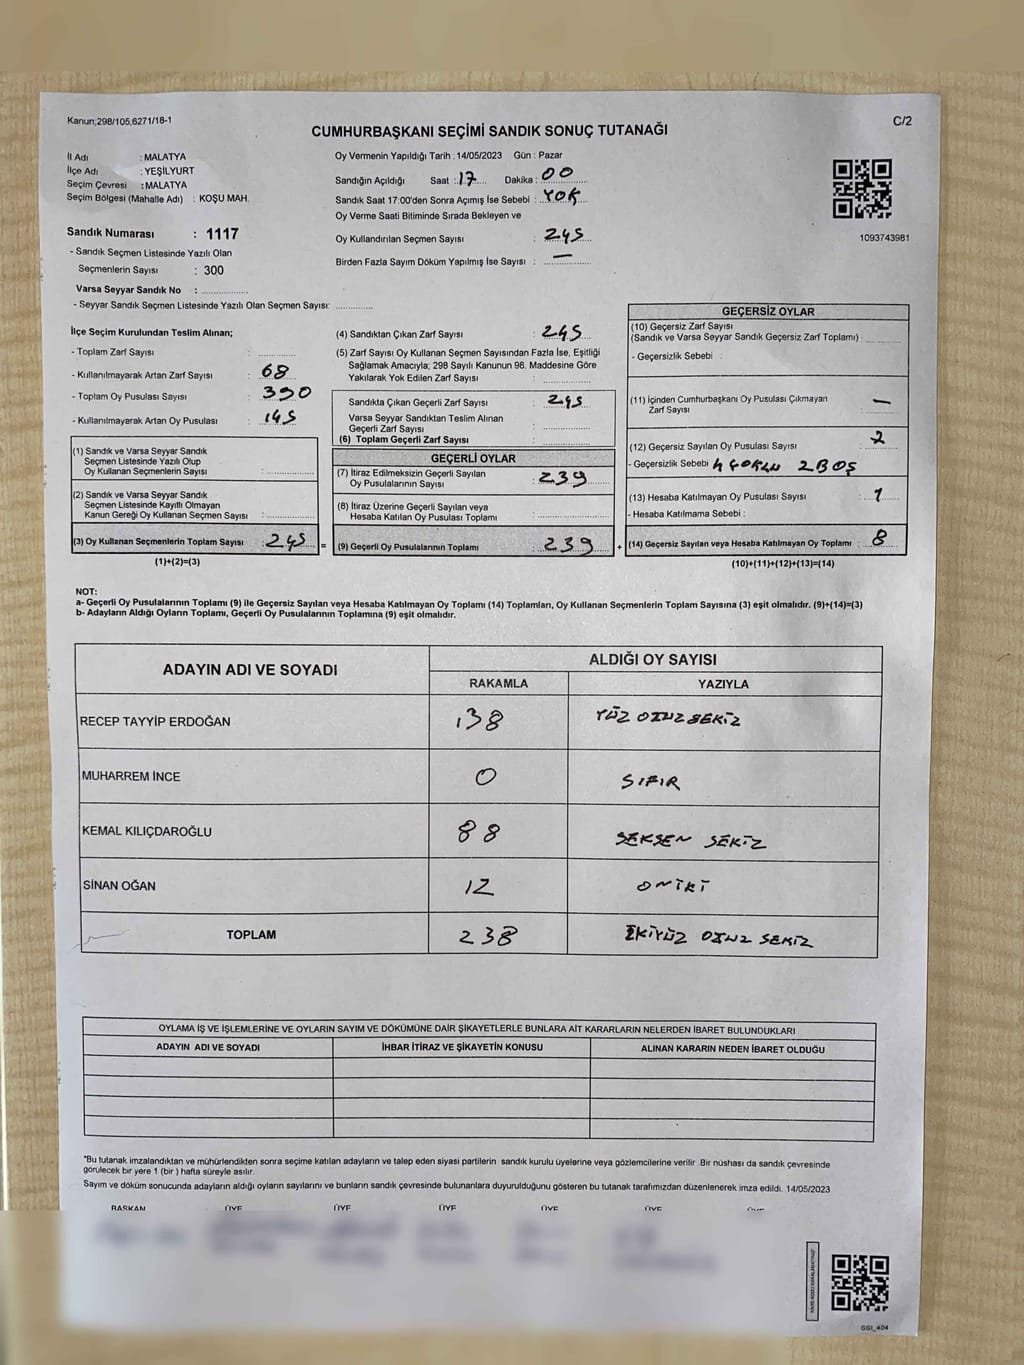 Kanun;298/105,6271/18-1
C/2
CUMHURBAŞKANI SEÇİMİ SANDIK SONUÇ TUTANAĞI
İl Adı : MALATYA
İlçe Adı : YEŞİLYURT
Seçim Çevresi : MALATYA
Seçim Bölgesi (Mahalle Adı) : KOŞU MAH.
Sandık Numarası : 1117
- Sandık Seçmen Listesinde Yazılı Olan
Seçmenlerin Sayısı : 300
Varsa Seyyar Sandık No :
- Seyyar Sandık Seçmen Listesinde Yazılı Olan Seçmen Sayısı:
Oy Vermenin Yapıldığı Tarih : 14/05/2023 Gün : Pazar
Sandığın Açıldığı Saat : 17 Dakika : 00
Sandık Saat 17:00'den Sonra Açımış İse Sebebi : YOK
Oy Verme Saati Bitiminde Sırada Bekleyen ve
Oy Kullandırılan Seçmen Sayısı : 245
Birden Fazla Sayım Döküm Yapılmış İse Sayısı : —
1093743981
İlçe Seçim Kurulundan Teslim Alınan;
- Toplam Zarf Sayısı :
- Kullanılmayarak Artan Zarf Sayısı : 68
- Toplam Oy Pusulası Sayısı : 390
- Kullanılmayarak Artan Oy Pusulası : 145
(1) Sandık ve Varsa Seyyar Sandık
Seçmen Listesinde Yazılı Olup
Oy Kullanan Seçmenlerin Sayısı :
(2) Sandık ve Varsa Seyyar Sandık
Seçmen Listesinde Kayıtlı Olmayan
Kanun Gereği Oy Kullanan Seçmen Sayısı :
(3) Oy Kullanan Seçmenlerin Toplam Sayısı : 245 =
(1)+(2)=(3)
(4) Sandıktan Çıkan Zarf Sayısı : 245
(5) Zarf Sayısı Oy Kullanan Seçmen Sayısından Fazla İse, Eşitliği
Sağlamak Amacıyla; 298 Sayılı Kanunun 98. Maddesine Göre
Yakılarak Yok Edilen Zarf Sayısı :
Sandıkta Çıkan Geçerli Zarf Sayısı : 245
Varsa Seyyar Sandıktan Teslim Alınan
Geçerli Zarf Sayısı :
(6) Toplam Geçerli Zarf Sayısı :
GEÇERLİ OYLAR
(7) İtiraz Edilmeksizin Geçerli Sayılan
Oy Pusulalarının Sayısı : 239
(8) İtiraz Üzerine Geçerli Sayılan veya
Hesaba Katılan Oy Pusulası Toplamı :
(9) Geçerli Oy Pusulalarının Toplamı : 239 +
GEÇERSİZ OYLAR
(10) Geçersiz Zarf Sayısı
(Sandık ve Varsa Seyyar Sandık Geçersiz Zarf Toplamı) :
- Geçersizlik Sebebi :
(11) İçinden Cumhurbaşkanı Oy Pusulası Çıkmayan
Zarf Sayısı : —
(12) Geçersiz Sayılan Oy Pusulası Sayısı : 2
- Geçersizlik Sebebi 2 BOŞ
(13) Hesaba Katılmayan Oy Pusulası Sayısı : 1
- Hesaba Katılmama Sebebi :
(14) Geçersiz Sayılan veya Hesaba Katılmayan Oy Toplamı : 8
(10)+(11)+(12)+(13)=(14)
NOT:
a- Geçerli Oy Pusulalarının Toplamı (9) ile Geçersiz Sayılan veya Hesaba Katılmayan Oy Toplamı (14) Toplamları, Oy Kullanan Seçmenlerin Toplam Sayısına (3) eşit olmalıdır. (9)+(14)=(3)
b- Adayların Aldığı Oyların Toplamı, Geçerli Oy Pusulalarının Toplamına (9) eşit olmalıdır.
ADAYIN ADI VE SOYADI
ALDIĞI OY SAYISI
RAKAMLA YAZIYLA
RECEP TAYYİP ERDOĞAN 138 YÜZ OTUZ SEKİZ
MUHARREM İNCE 0 SIFIR
KEMAL KILIÇDAROĞLU 88 SEKSEN SEKİZ
SİNAN OĞAN 12 ONİKİ
TOPLAM 238 İKİYÜZ OTUZ SEKİZ
OYLAMA İŞ VE İŞLEMLERİNE VE OYLARIN SAYIM VE DÖKÜMÜNE DAİR ŞİKAYETLERLE BUNLARA AİT KARARLARIN NELERDEN İBARET BULUNDUKLARI
ADAYIN ADI VE SOYADI İHBAR İTİRAZ VE ŞİKAYETİN KONUSU ALINAN KARARIN NEDEN İBARET OLDUĞU
*Bu tutanak imzalandıktan ve mühürlendikten sonra seçime katılan adayların ve talep eden siyasi partilerin sandık kurulu üyelerine veya gözlemcilerine verilir. Bir nüshası da sandık çevresinde
görülecek bir yere 1 (bir) hafta süreyle asılır.
Sayım ve döküm sonucunda adayların aldığı oyların sayılarını ve bunların sandık çevresinde bulunanlara duyurulduğunu gösteren bu tutanak tarafımızdan düzenlenerek imza edildi. 14/05/2023
BAŞKAN ÜYE ÜYE ÜYE ÜYE ÜYE ÜYE